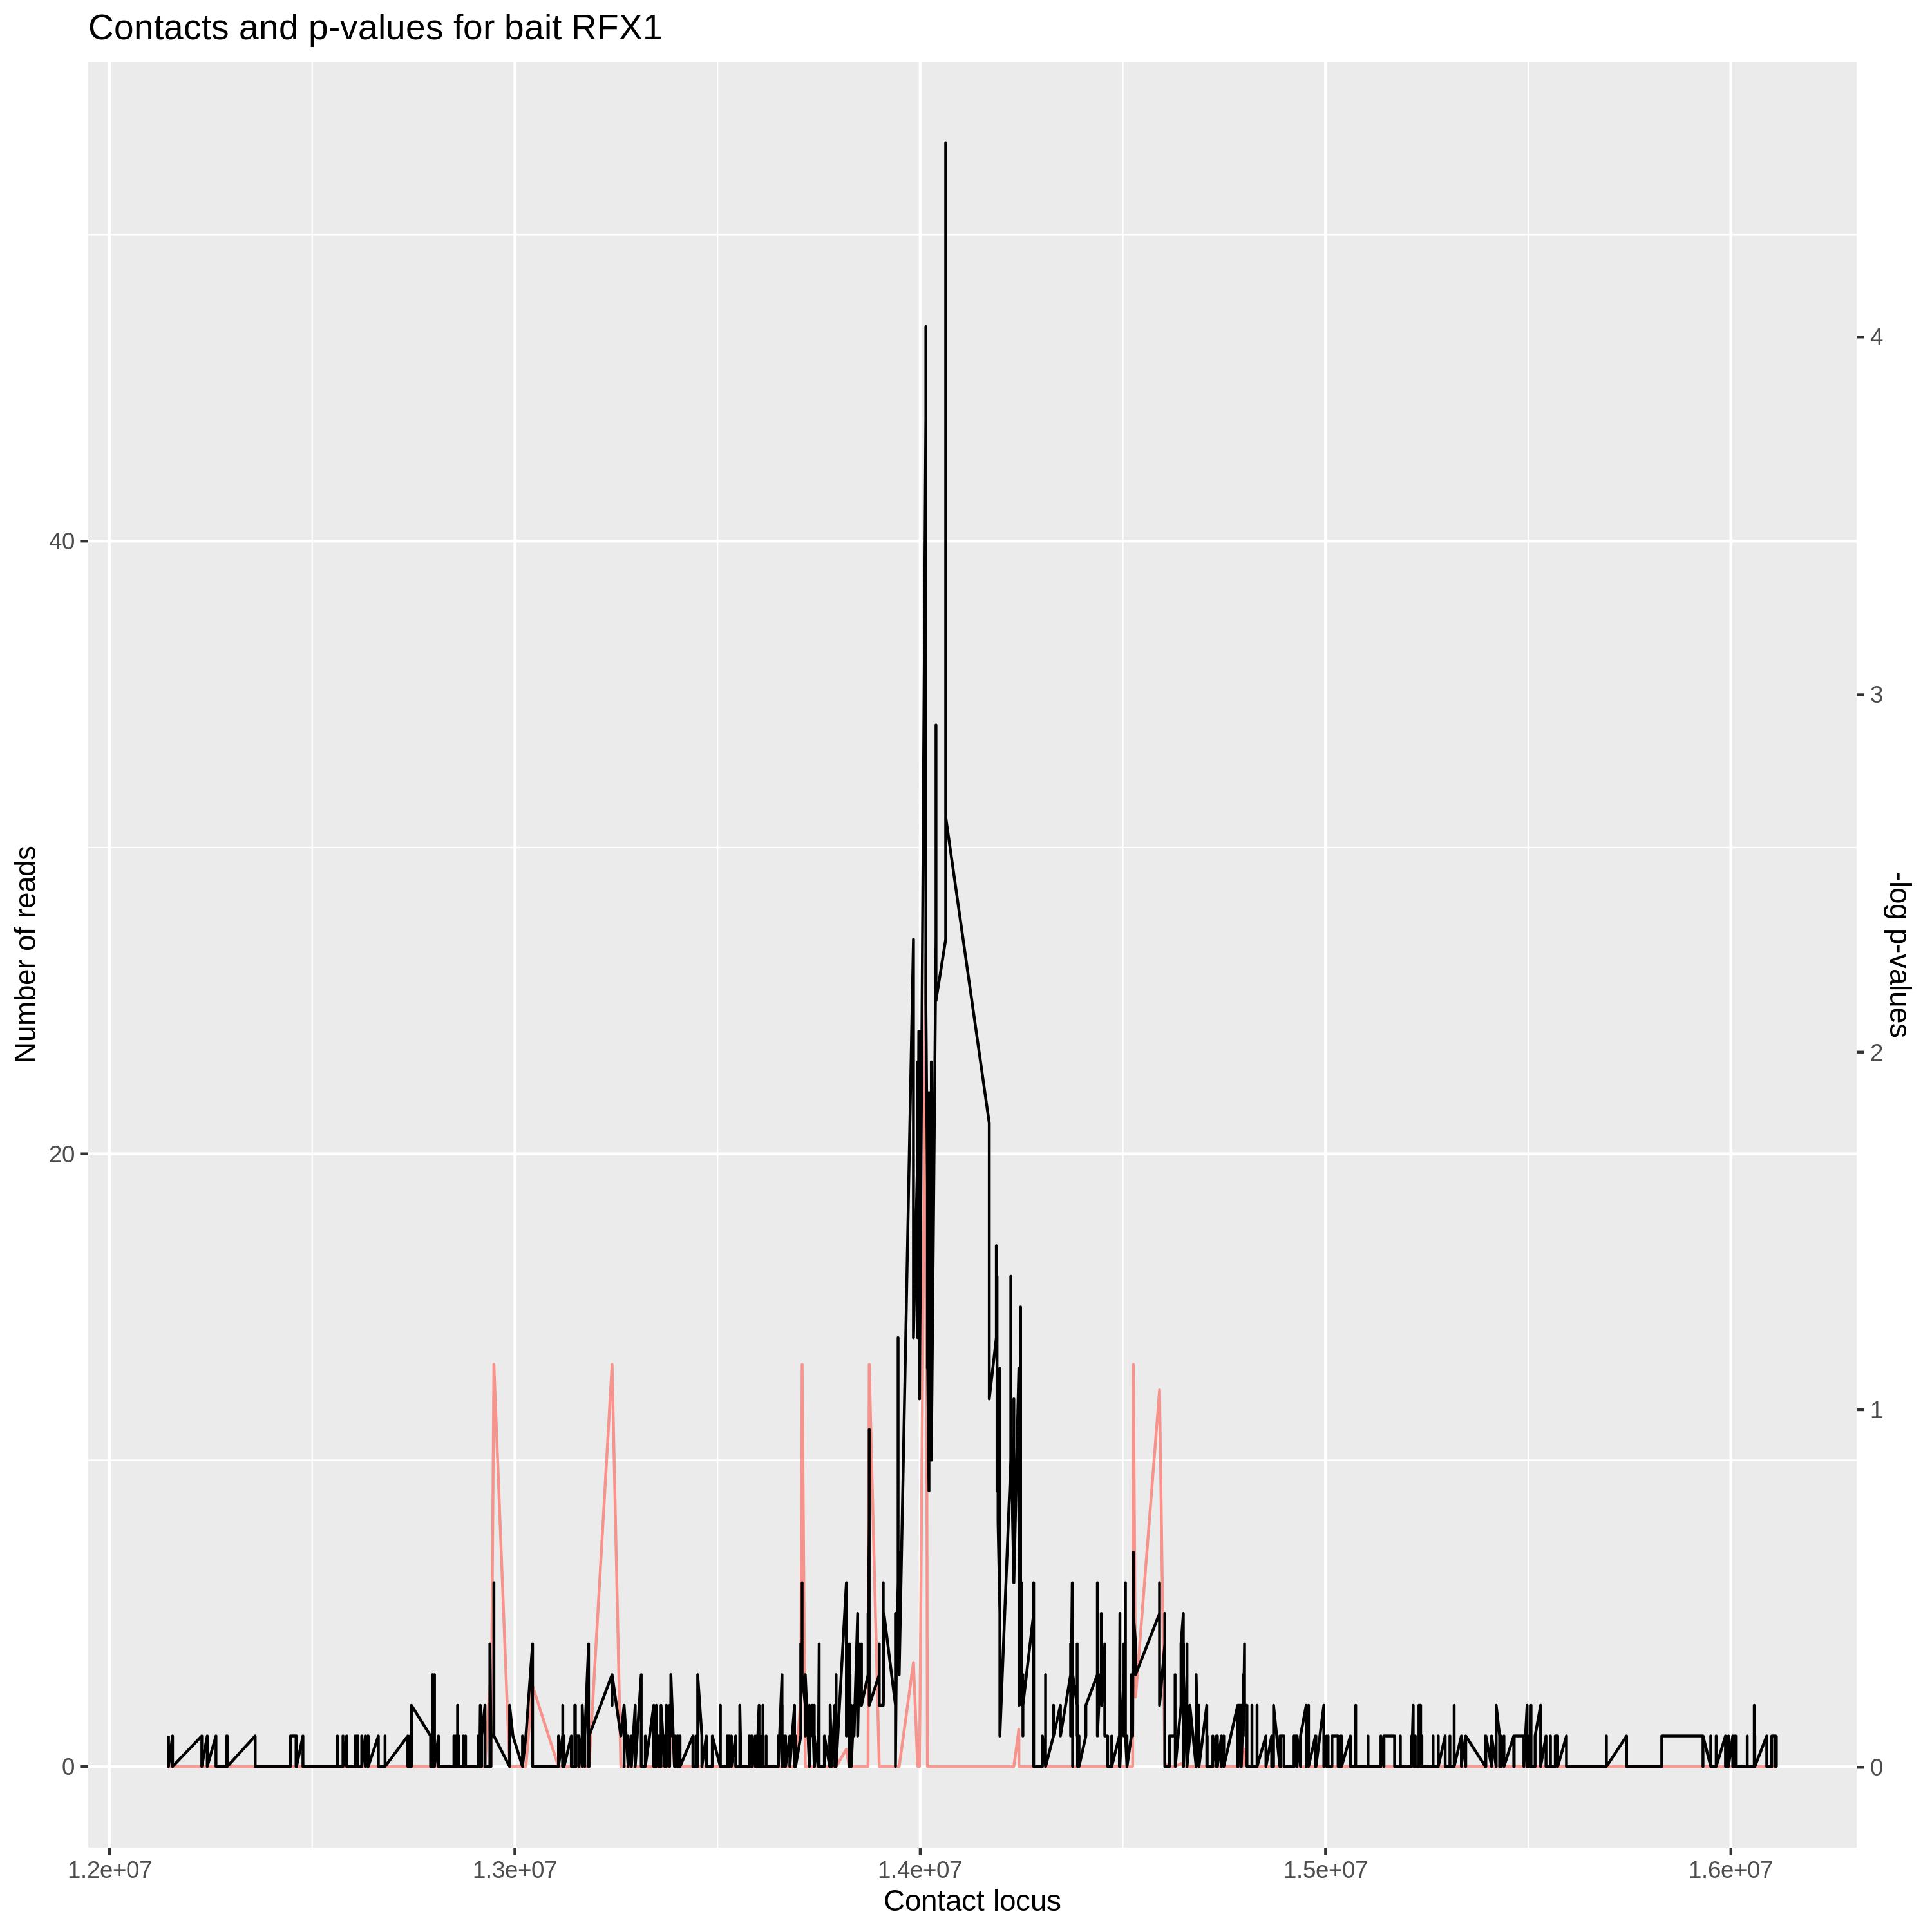 Contacts and p-values for bait RFX1
Number of reads
40
20
0
4
3
2
1
0
-log p-values
1.2e+07
1.3e+07
1.4e+07
1.5e+07
1.6e+07
Contact locus